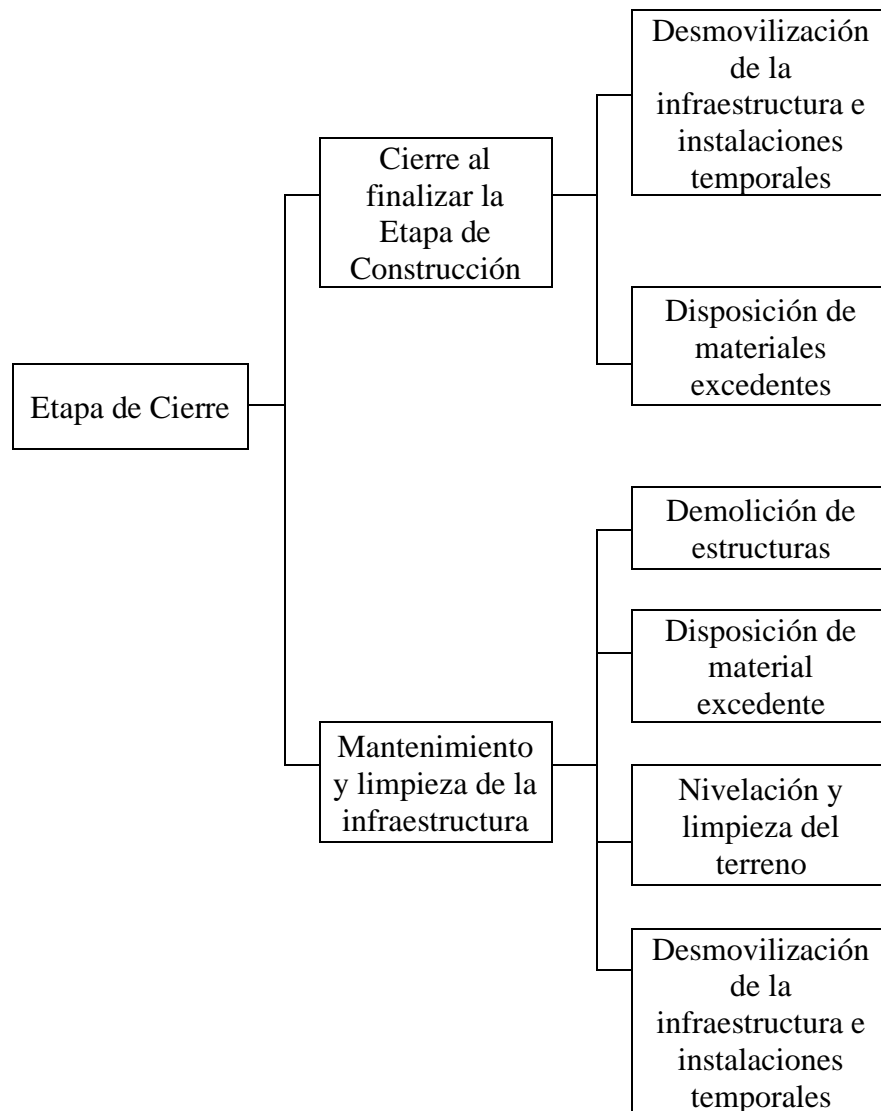 Desmovilización
de la
infraestructura e
instalaciones
temporales
Cierre al
finalizar la
Etapa de
Construcción
Disposición de
materiales
excedentes
Etapa de Cierre
Demolición de
estructuras
Disposición de
material
excedente
Mantenimiento
y limpieza de la
infraestructura
Nivelación y
limpieza del
terreno
Desmovilización
de la
infraestructura e
instalaciones
temporales